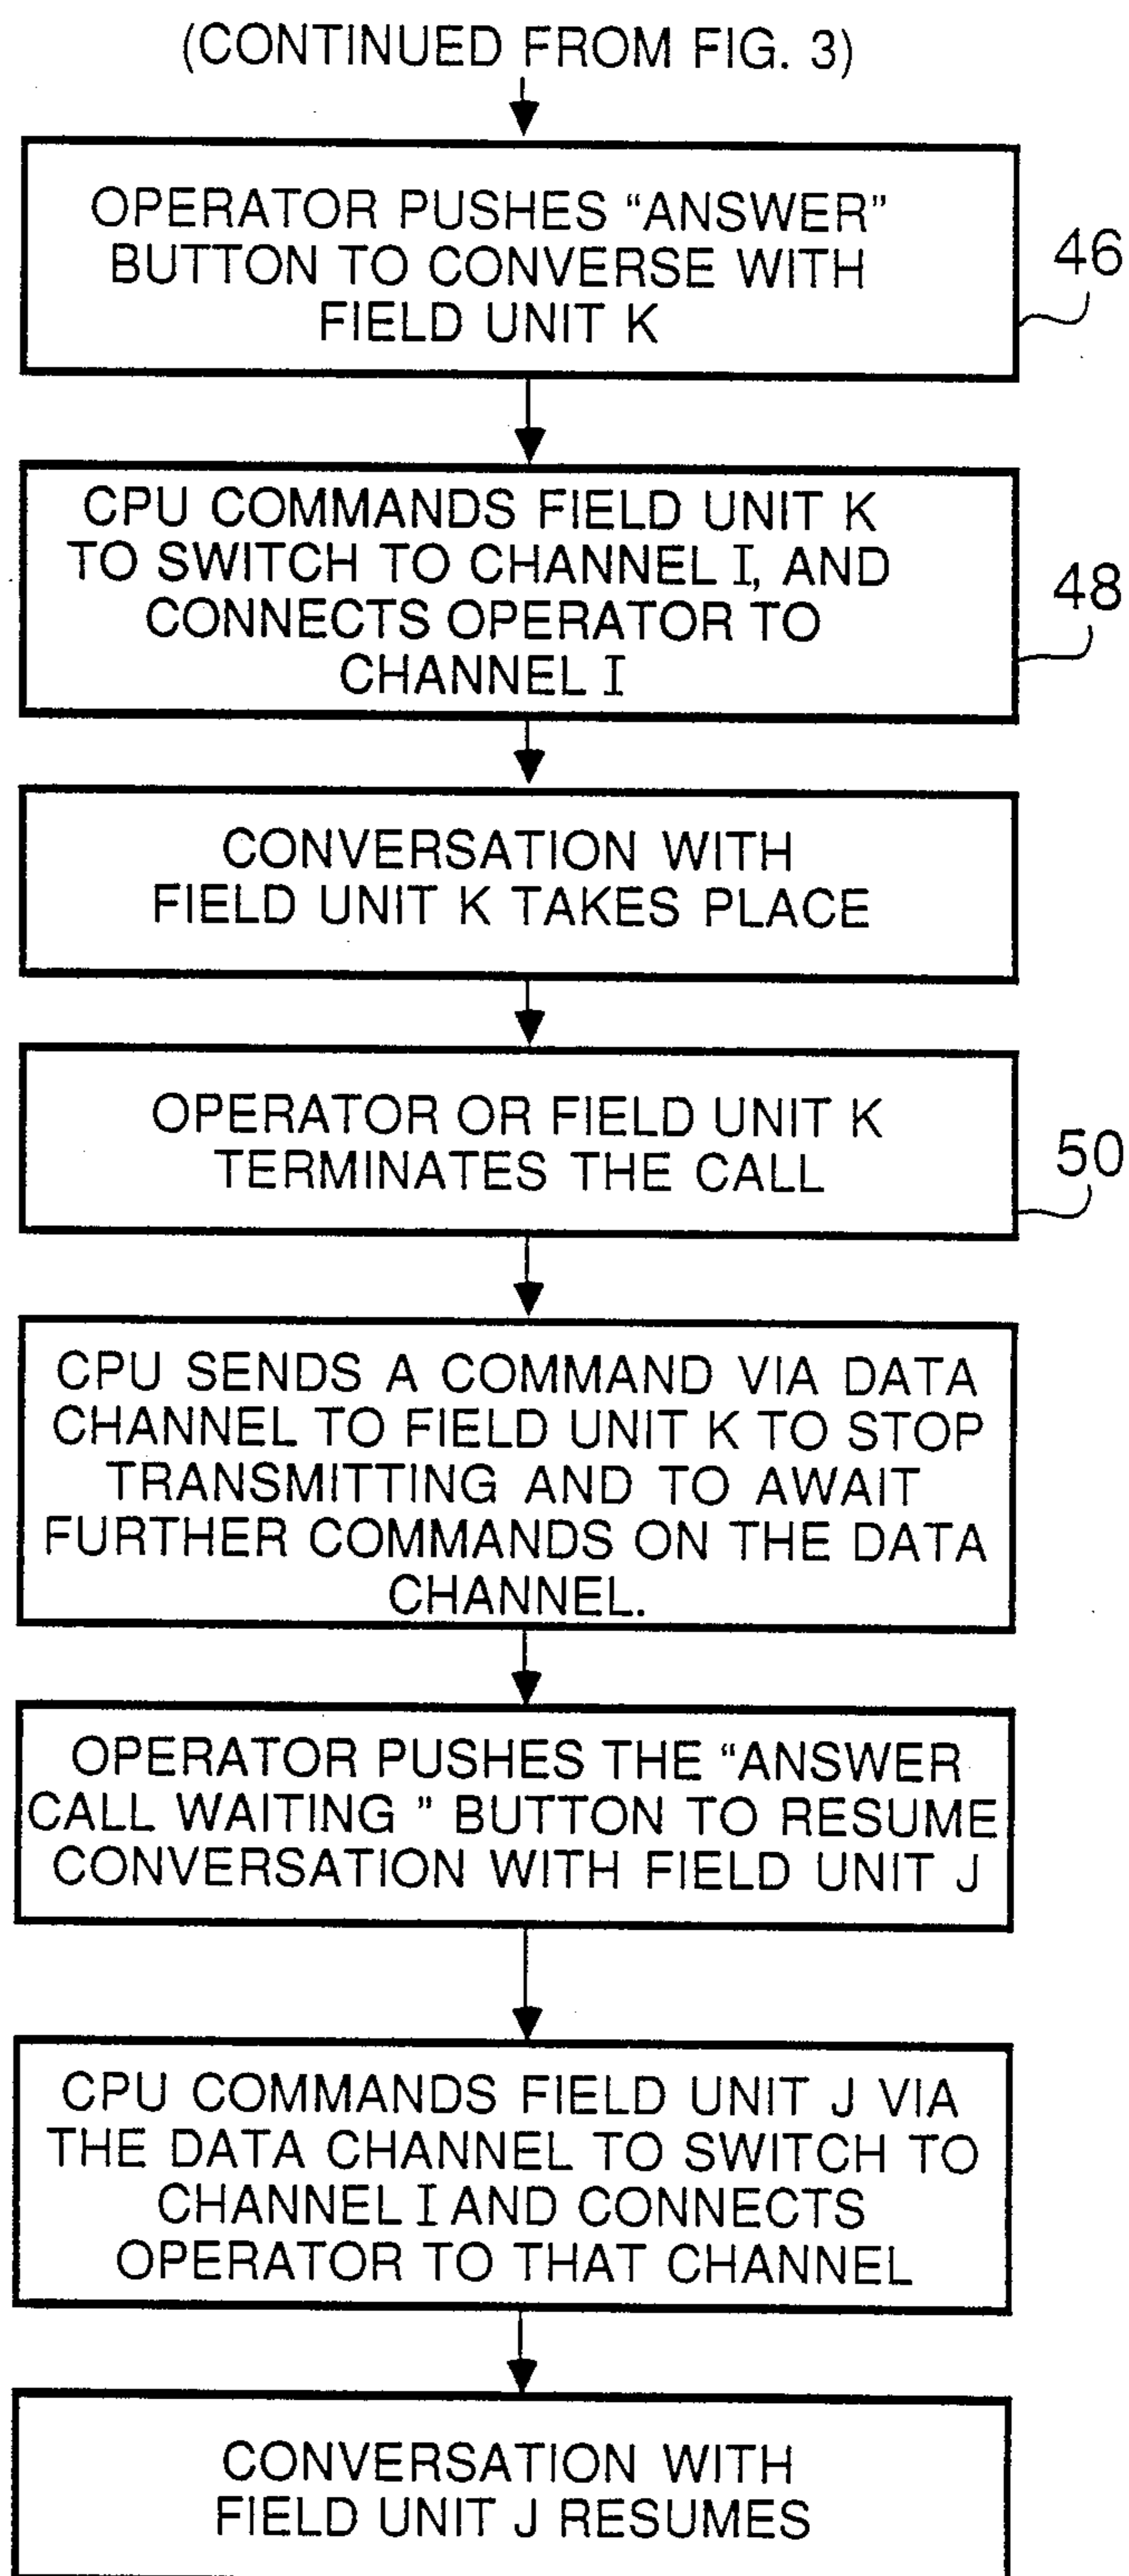 (CONTINUED FROM FIG. 3)
OPERATOR PUSHES “ANSWER”
BUTTON TO CONVERSE WITH
FIELD UNIT K
46
CPU COMMANDS FIELD UNIT K
TO SWITCH TO CHANNEL I, AND
CONNECTS OPERATOR TO
CHANNEL I
48
CONVERSATION WITH
FIELD UNIT K TAKES PLACE
OPERATOR OR FIELD UNIT K
TERMINATES THE CALL
50
CPU SENDS A COMMAND VIA DATA
CHANNEL TO FIELD UNIT K TO STOP
TRANSMITTING AND TO AWAIT
FURTHER COMMANDS ON THE DATA
CHANNEL.
OPERATOR PUSHES THE “ANSWER
CALL WAITING ” BUTTON TO RESUME
CONVERSATION WITH FIELD UNIT J
CPU COMMANDS FIELD UNIT J VIA
THE DATA CHANNEL TO SWITCH TO
CHANNEL I AND CONNECTS
OPERATOR TO THAT CHANNEL
CONVERSATION WITH
FIELD UNIT J RESUMES